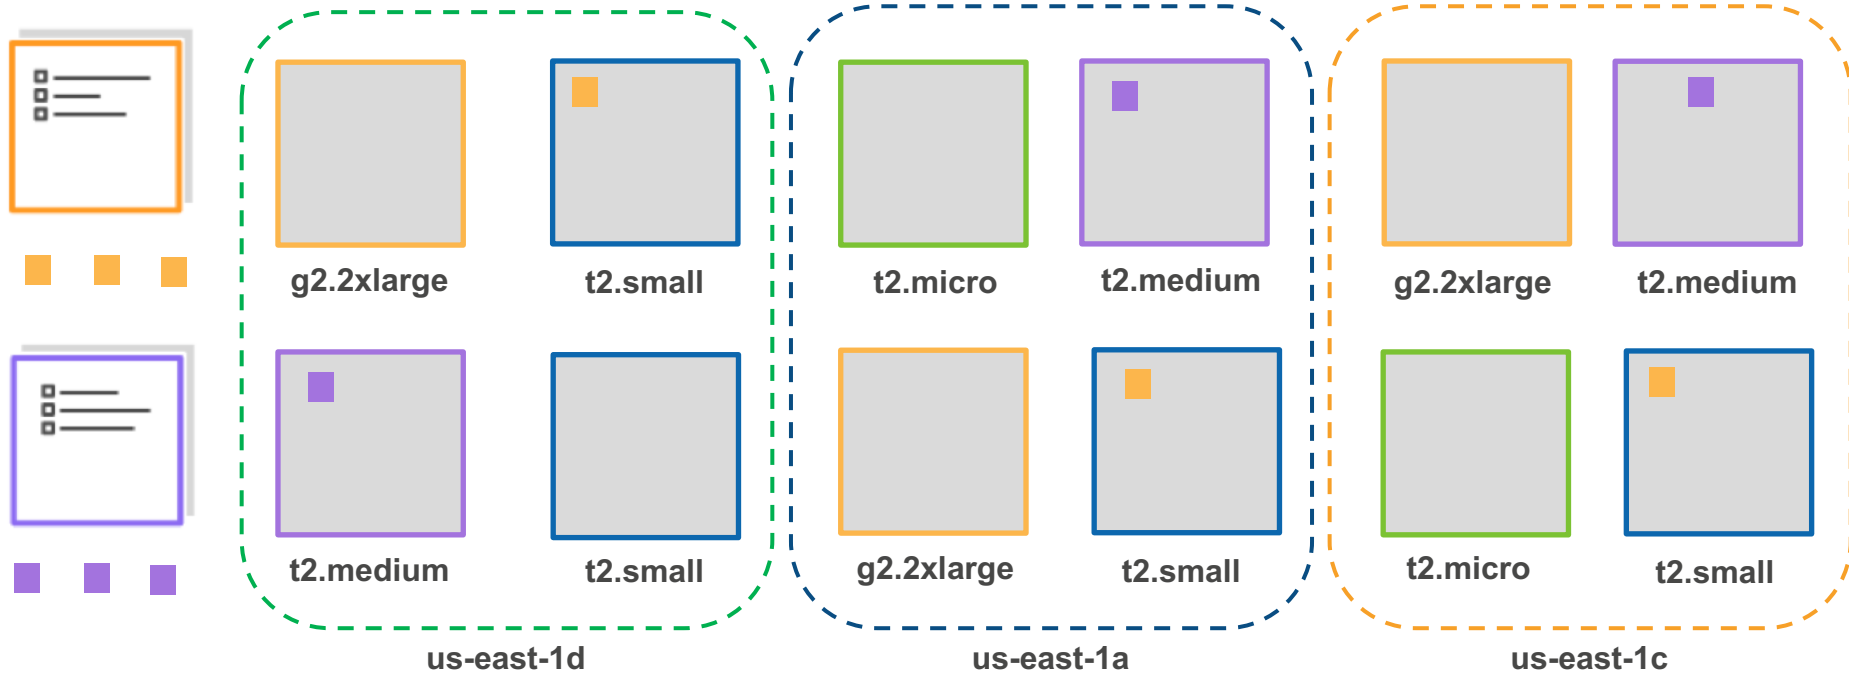 g2.2xlarge
t2.small
t2.micro
t2.medium
g2.2xlarge
t2.medium
t2.medium
t2.small
g2.2xlarge
t2.small
t2.micro
t2.small
us-east-1d
us-east-1a
us-east-1c